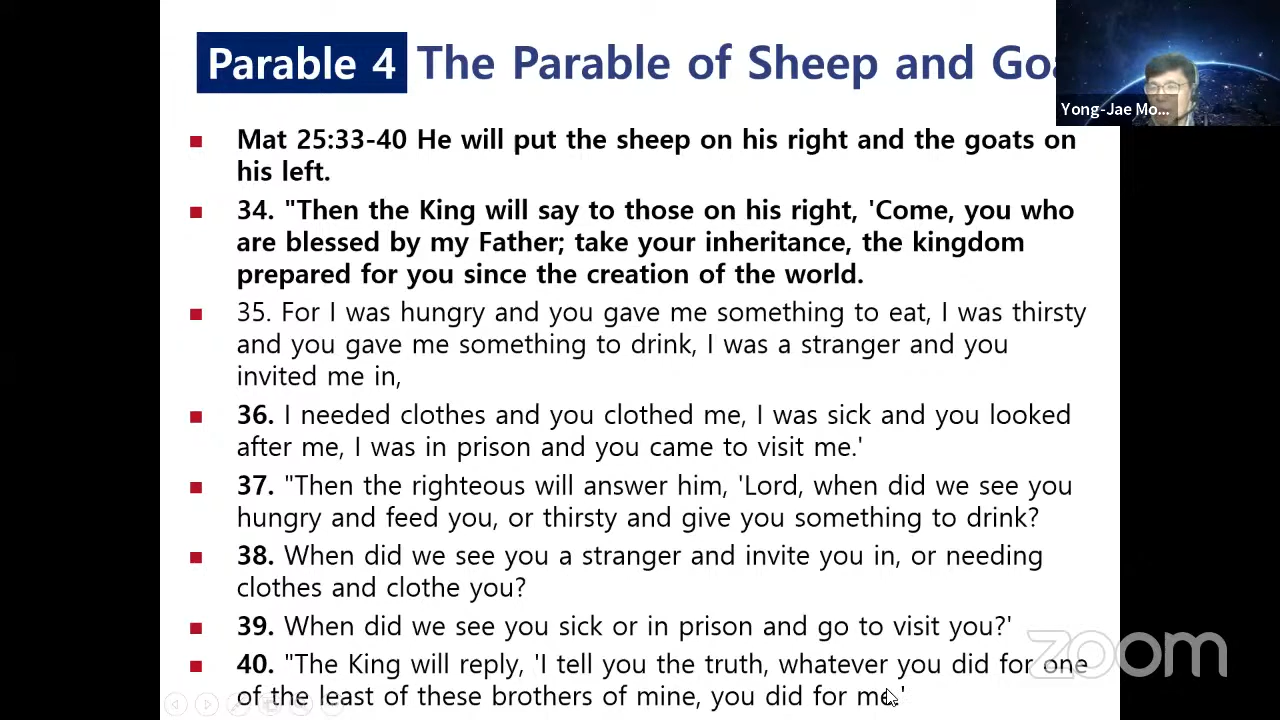 Parable 4 The Parable of Sheep and Goa
Yong-Jae Mo...
Mat 25:33-40 He will put the sheep on his right and the goats on
his left.
34. "Then the King will say to those on his right, 'Come, you who
are blessed by my Father; take your inheritance, the kingdom
prepared for you since the creation of the world.
35. For I was hungry and you gave me something to eat, I was thirsty
and you gave me something to drink, I was a stranger and you
invited me in,
36. I needed clothes and you clothed me, I was sick and you looked
after me, I was in prison and you came to visit me.'
37. "Then the righteous will answer him, 'Lord, when did we see you
hungry and feed you, or thirsty and give you something to drink?
38. When did we see you a stranger and invite you in, or needing
clothes and clothe you?
39. When did we see you sick or in prison and go to visit you?'
40. "The King will reply, 'I tell you the truth, whatever you did for one
of the least of these brothers of mine, you did for me.'
zoom